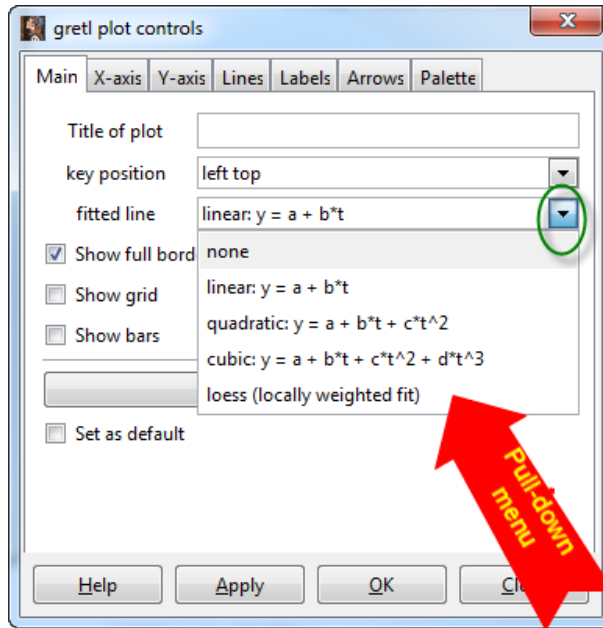 gretl plot controls
Main X-axis Y-axis Lines Labels Arrows Palette
Title of plot
key position left top
fitted line linear: y = a + b*t
none
linear: y = a + b*t
quadratic: y = a + b*t + c*t^2
cubic: y = a + b*t + c*t^2 + d*t^3
loess (locally weighted fit)
Show full bord
Show grid
Show bars
Set as default
Pull-down
menu
Help Apply OK